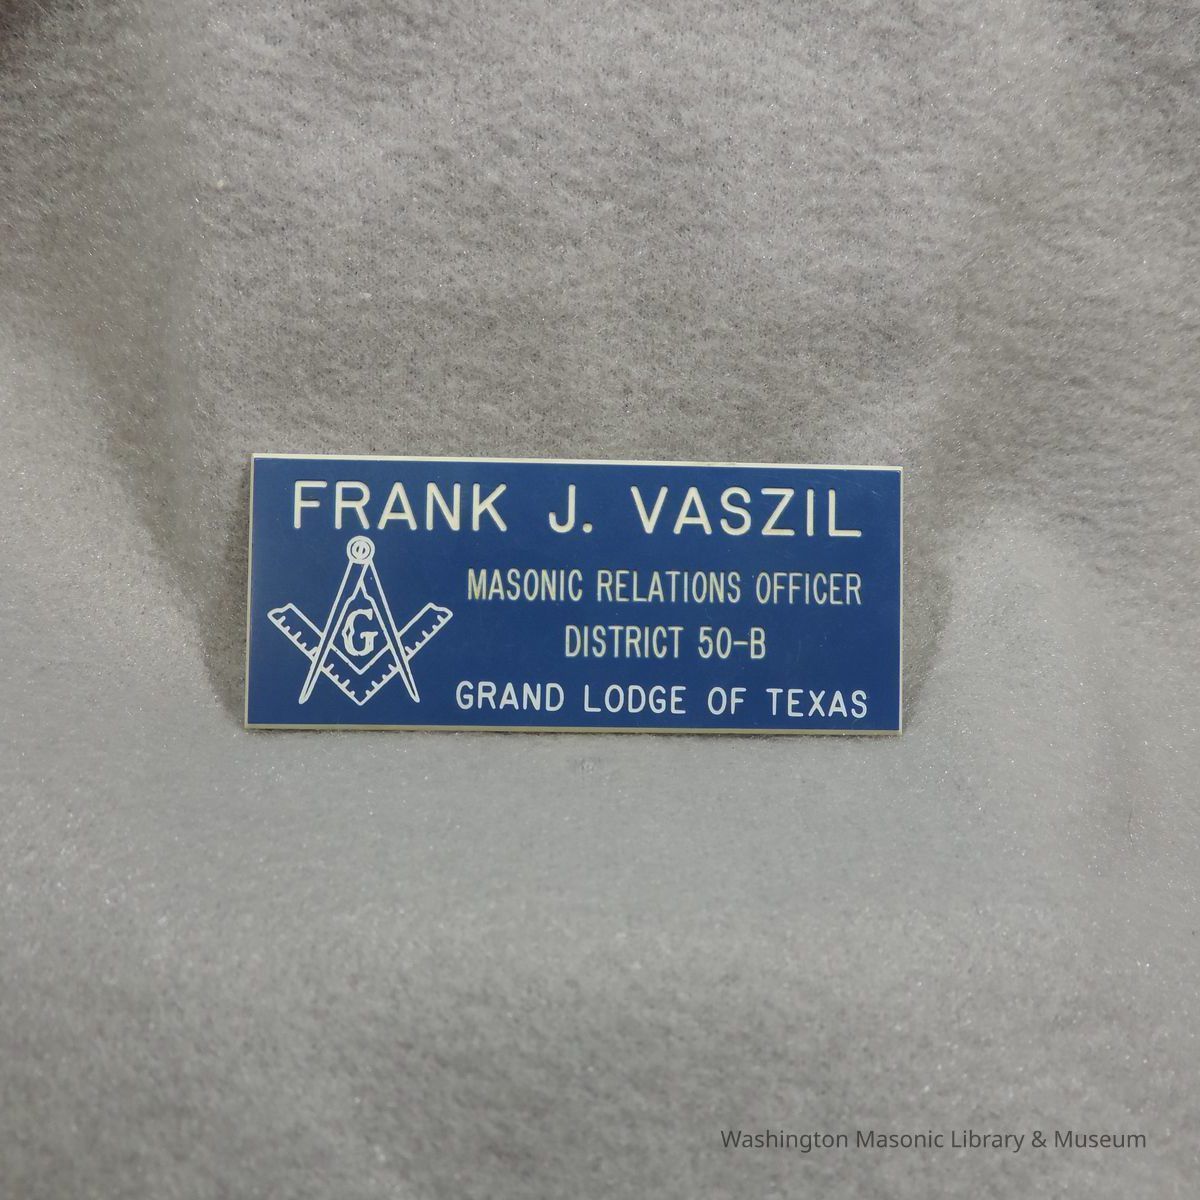 FRANK J. VASZIL
G
MASONIC RELATIONS OFFICER
DISTRICT 50-B
GRAND LODGE OF TEXAS
Washington Masonic Library & Museum